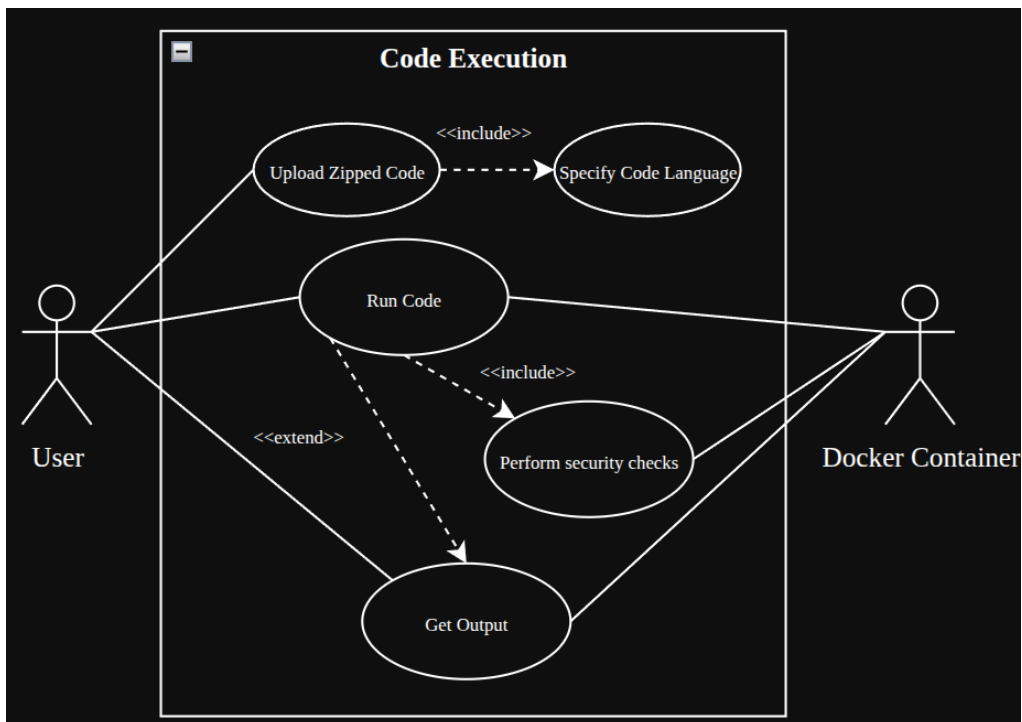 Code Execution
<<include>>
Upload Zipped Code
Specify Code Language
Run Code
<<include>>
<<extend>>
User
Perform security checks
Docker Container
Get Output